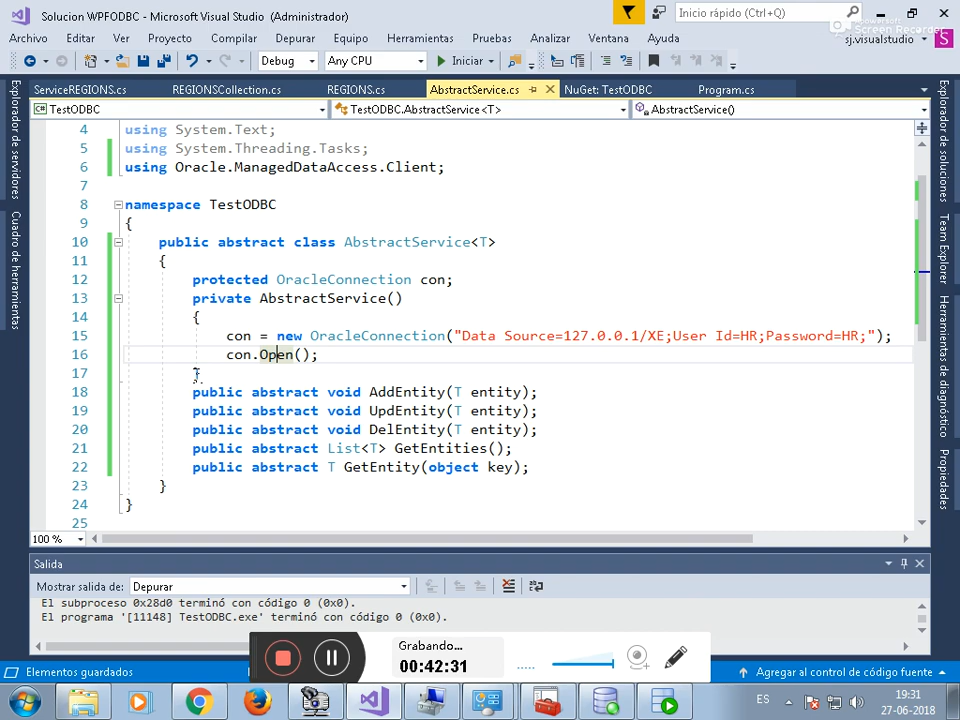 Solucion WPFODBC - Microsoft Visual Studio (Administrador)
Inicio rápido (Ctrl+Q)
Screen Recorder
Archivo Editar Ver Proyecto Compilar Depurar Equipo Herramientas Pruebas Analizar Ventana Ayuda
sj.visualstudio
S
Debug Any CPU Iniciar
ServiceREGIONS.cs REGIONSCollection.cs REGIONS.cs AbstractService.cs NuGet: TestODBC Program.cs
TestODBC TestODBC.AbstractService<T> AbstractService()
Explorador de servidores
Cuadro de herramientas
4 using System.Text;
5 using System.Threading.Tasks;
6 using Oracle.ManagedDataAccess.Client;
7
8 namespace TestODBC
9 {
10 public abstract class AbstractService<T>
11 {
12 protected OracleConnection con;
13 private AbstractService()
14 {
15 con = new OracleConnection("Data Source=127.0.0.1/XE;User Id=HR;Password=HR;");
16 con.Open();
17 }
18 public abstract void AddEntity(T entity);
19 public abstract void UpdEntity(T entity);
20 public abstract void DelEntity(T entity);
21 public abstract List<T> GetEntities();
22 public abstract T GetEntity(object key);
23 }
24 }
25
Explorador de soluciones
Team Explorer
Herramientas de diagnóstico
Propiedades
100 %
Salida
Mostrar salida de: Depurar
El subproceso 0x28d0 terminó con código 0 (0x0).
El programa '[11148] TestODBC.exe' terminó con código 0 (0x0).
Grabando...
00:42:31
Elementos guardados
Agregar al control de código fuente
ES
19:31
27-06-2018